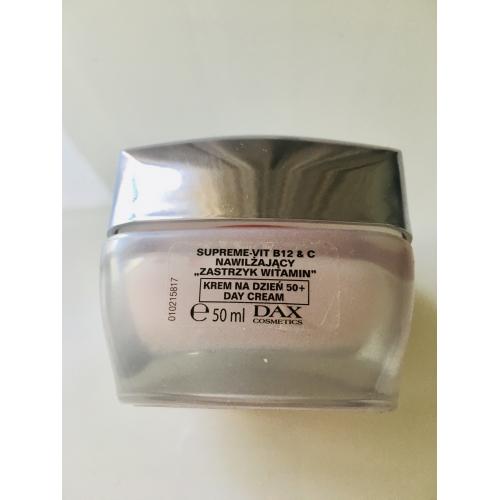 SUPREME-VIT B12 & C
NAWILŻAJĄCY
„ZASTRZYK WITAMIN"
KREM NA DZIEŃ 50+
DAY CREAM
℮ 50 ml DAX
COSMETICS
010215817